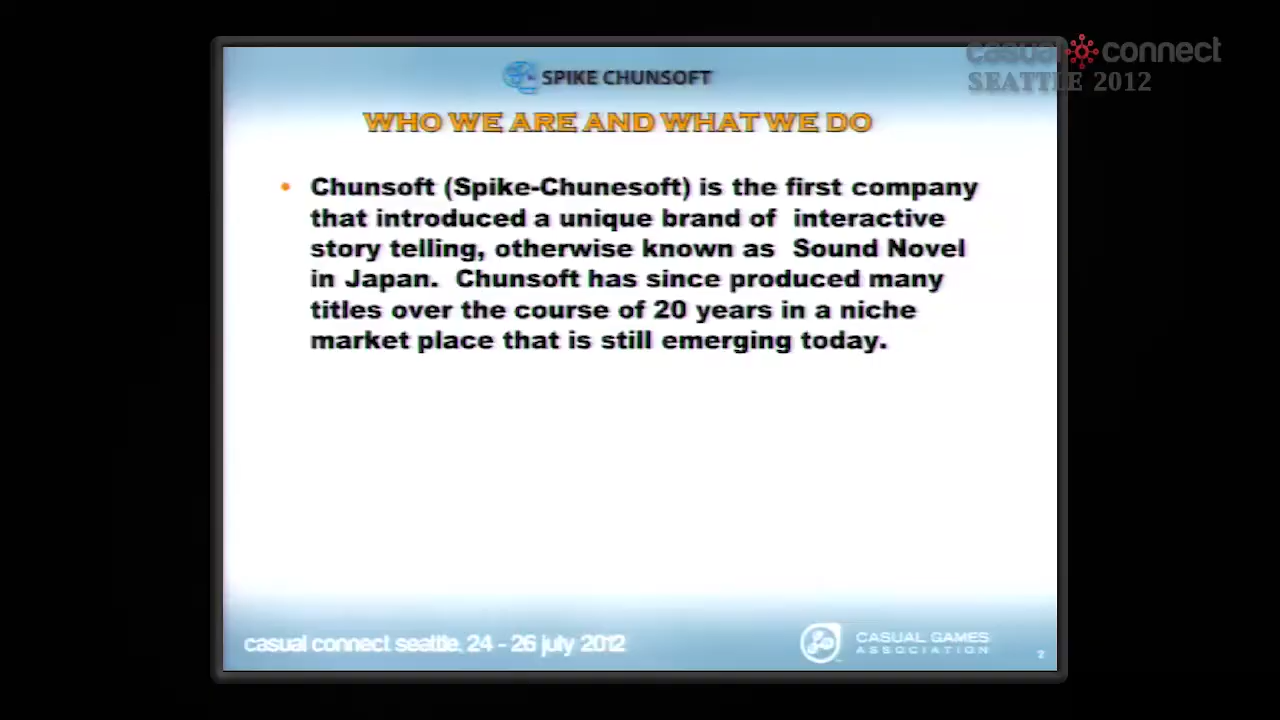 casual connect
SEATTLE 2012
SPIKE CHUNSOFT
WHO WE ARE AND WHAT WE DO
• Chunsoft (Spike-Chunesoft) is the first company
that introduced a unique brand of interactive
story telling, otherwise known as Sound Novel
in Japan. Chunsoft has since produced many
titles over the course of 20 years in a niche
market place that is still emerging today.
casual connect seattle, 24 - 26 july 2012
CASUAL GAMES
ASSOCIATION
2